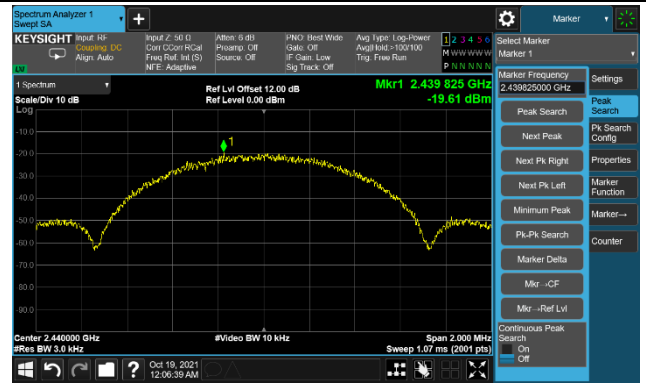 Spectrum Analyzer 1
Swept SA
+
Marker
KEYSIGHT
Input: RF
Coupling: DC
Align: Auto
Input Z: 50 Ω
Corr CCorr RCal
Freq Ref: Int (S)
NFE: Adaptive
Atten: 6 dB
Preamp: Off
Source: Off
PNO: Best Wide
Gate: Off
IF Gain: Low
Sig Track: Off
Avg Type: Log-Power
Avg|Hold:>100/100
Trig: Free Run
1 2 3 4 5 6
M W W W W W
P N N N N N
LXI
Select Marker
Marker 1
1 Spectrum
Scale/Div 10 dB
Log
Ref Lvl Offset 12.00 dB
Ref Level 0.00 dBm
Mkr1 2.439 825 GHz
-19.61 dBm
Marker Frequency
2.439825000 GHz
Peak Search
Next Peak
Next Pk Right
Next Pk Left
Minimum Peak
Pk-Pk Search
Marker Delta
Mkr→CF
Mkr→Ref Lvl
Continuous Peak
Search
On
Off
Settings
Peak
Search
Pk Search
Config
Properties
Marker
Function
Marker→
Counter
1
-10.0
-20.0
-30.0
-40.0
-50.0
-60.0
-70.0
-80.0
-90.0
Center 2.440000 GHz
#Res BW 3.0 kHz
#Video BW 10 kHz
Span 2.000 MHz
Sweep 1.07 ms (2001 pts)
?
Oct 19, 2021
12:06:39 AM